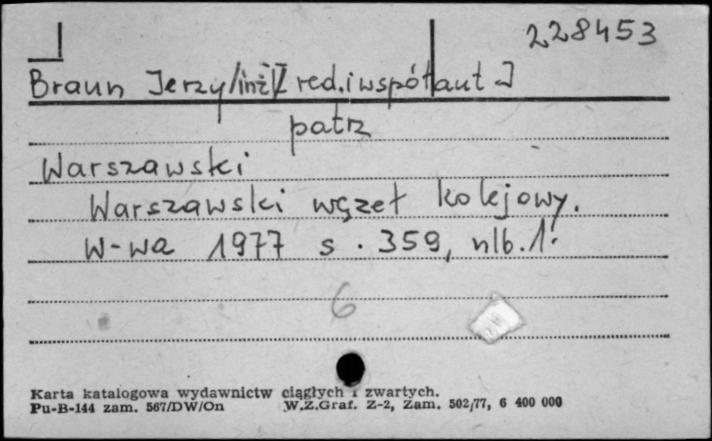 228453
Braun Jerzy /inż/ [red. i współaut.]
patrz
Warszawski
Warszawski węzeł kolejowy.
W-wa 1977 s. 359, nlb. 1.
6
Karta katalogowa wydawnictw ciągłych i zwartych.
Pu-B-144 zam. 567/DW/On W.Z.Graf. Z-2, Zam. 502/77, 6 400 000